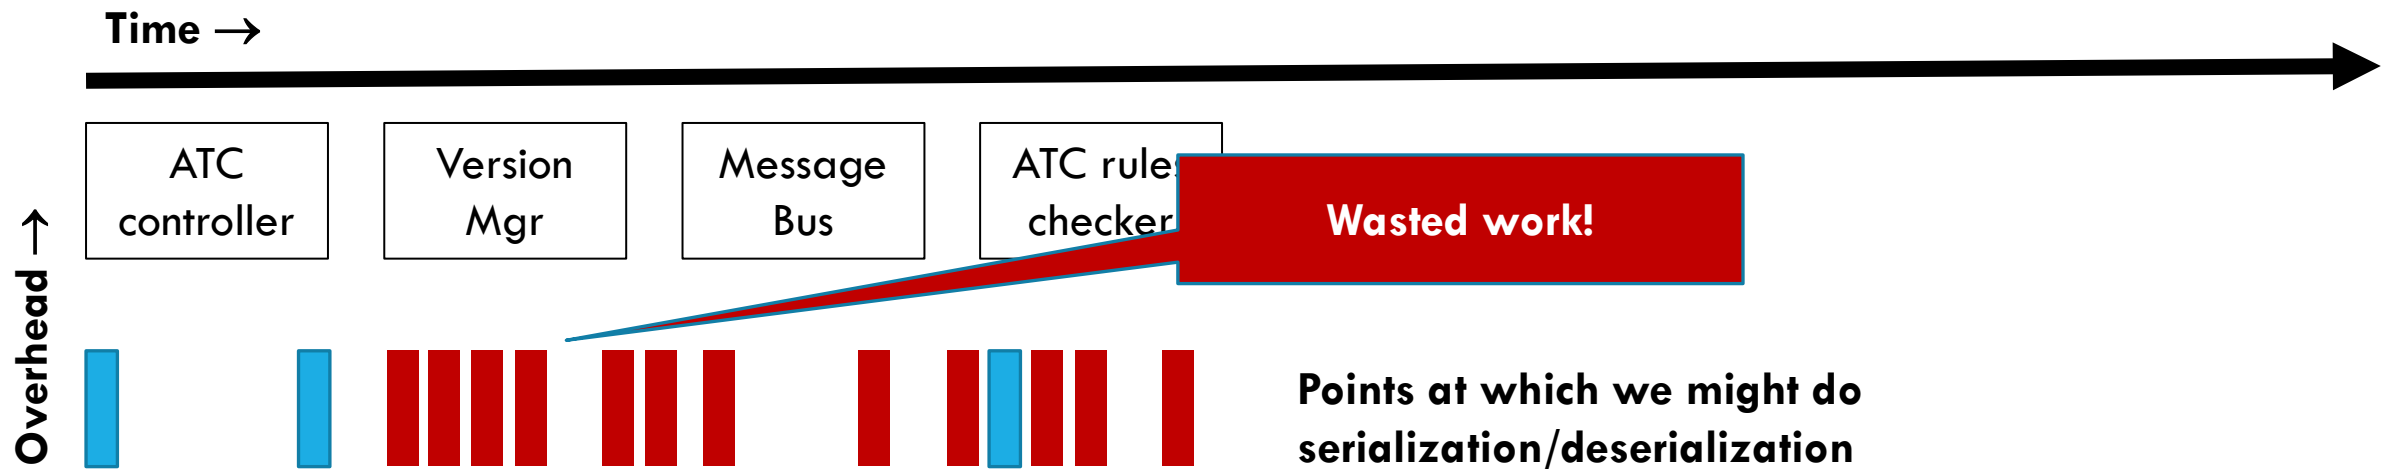 Time →
ATC
controller
Version
Mgr
Message
Bus
ATC rules
checker
Wasted work!
Overhead →
Points at which we might do
serialization/deserialization